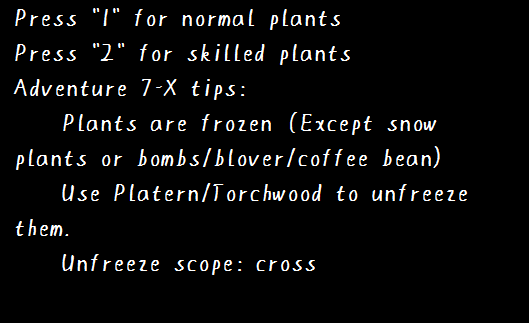 Press "1" for normal plants
Press "2" for skilled plants
Adventure 7-X tips:
Plants are frozen (Except snow
plants or bombs/blover/coffee bean)
Use Platern/Torchwood to unfreeze
them.
Unfreeze scope: cross